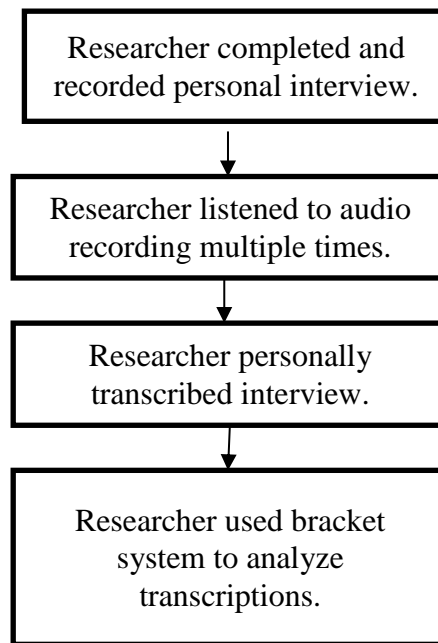 Researcher completed and
recorded personal interview.
Researcher listened to audio
recording multiple times.
Researcher personally
transcribed interview.
Researcher used bracket
system to analyze
transcriptions.